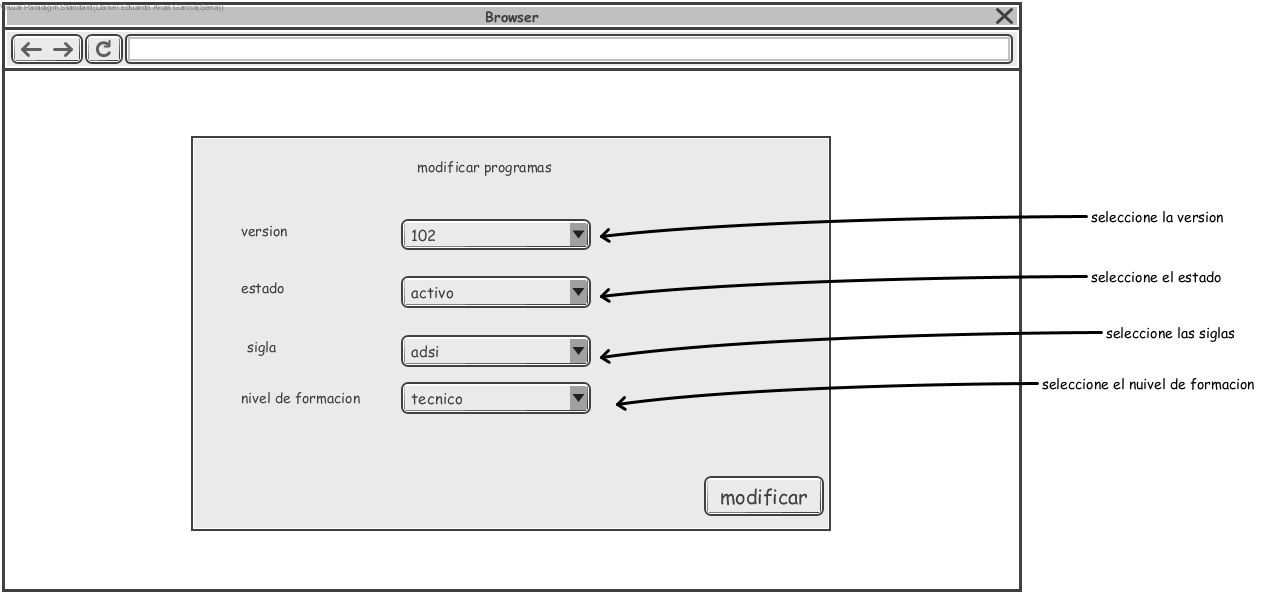 Visual Paradigm Standard(Daniel Eduardo Arias Garcia(Sena))
Browser
modificar programas
version
102
seleccione la version
estado
activo
seleccione el estado
sigla
adsi
seleccione las siglas
nivel de formacion
tecnico
seleccione el nuivel de formacion
modificar